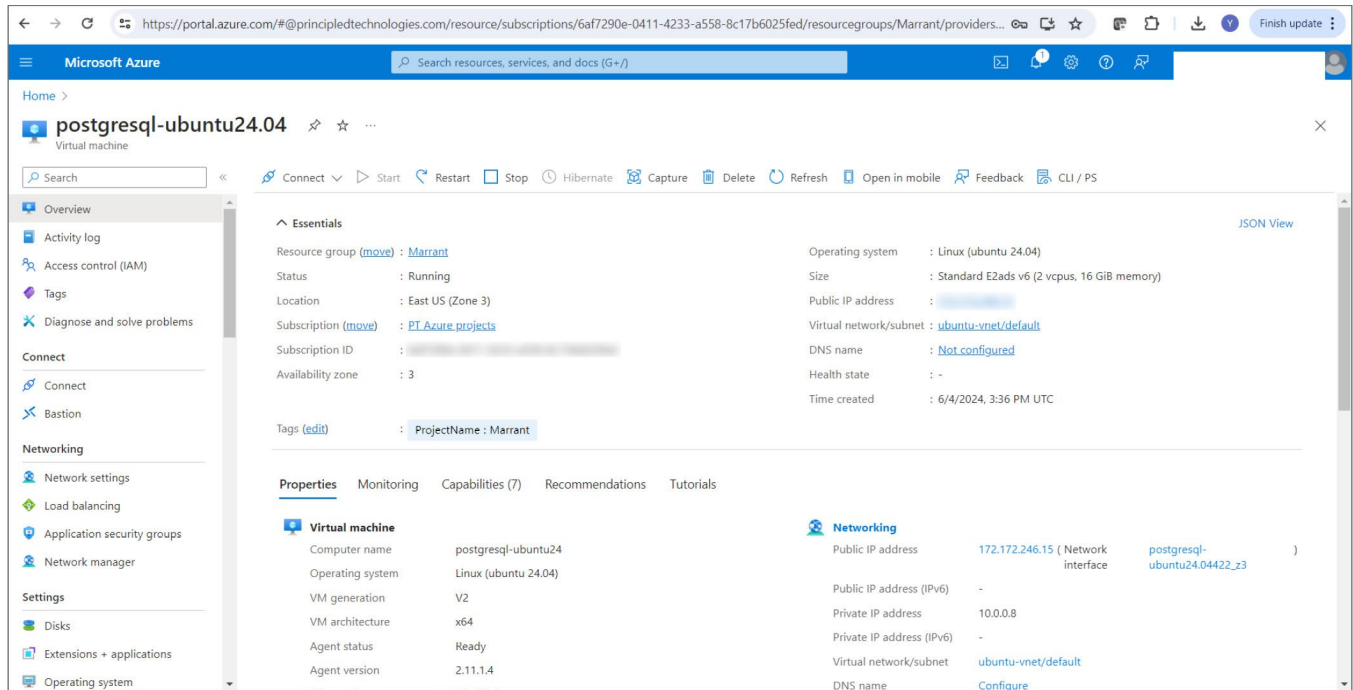 https://portal.azure.com/#@principledtechnologies.com/resource/subscriptions/6af7290e-0411-4233-a558-8c17b6025fed/resourcegroups/Marrant/providers... Y Finish update
Microsoft Azure Search resources, services, and docs (G+/) 1
Home >
postgresql-ubuntu24.04 ...
Virtual machine
Search « Connect Start Restart Stop Hibernate Capture Delete Refresh Open in mobile Feedback CLI / PS
Overview
Activity log
Access control (IAM)
Tags
Diagnose and solve problems
Connect
Connect
Bastion
Networking
Network settings
Load balancing
Application security groups
Network manager
Settings
Disks
Extensions + applications
Operating system
Essentials JSON View
Resource group (move) : Marrant
Status : Running
Location : East US (Zone 3)
Subscription (move) : PT Azure projects
Subscription ID :
Availability zone : 3
Operating system : Linux (ubuntu 24.04)
Size : Standard E2ads v6 (2 vcpus, 16 GiB memory)
Public IP address :
Virtual network/subnet : ubuntu-vnet/default
DNS name : Not configured
Health state : -
Time created : 6/4/2024, 3:36 PM UTC
Tags (edit) : ProjectName : Marrant
Properties Monitoring Capabilities (7) Recommendations Tutorials
Virtual machine
Computer name postgresql-ubuntu24
Operating system Linux (ubuntu 24.04)
VM generation V2
VM architecture x64
Agent status Ready
Agent version 2.11.1.4
Networking
Public IP address 172.172.246.15 ( Network interface postgresql-ubuntu24.04422_z3 )
Public IP address (IPv6) -
Private IP address 10.0.0.8
Private IP address (IPv6) -
Virtual network/subnet ubuntu-vnet/default
DNS name Configure